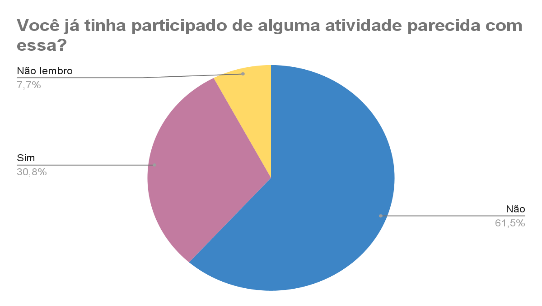 Você já tinha participado de alguma atividade parecida com
essa?
Não lembro
7,7%
Sim
30,8%
Não
61,5%